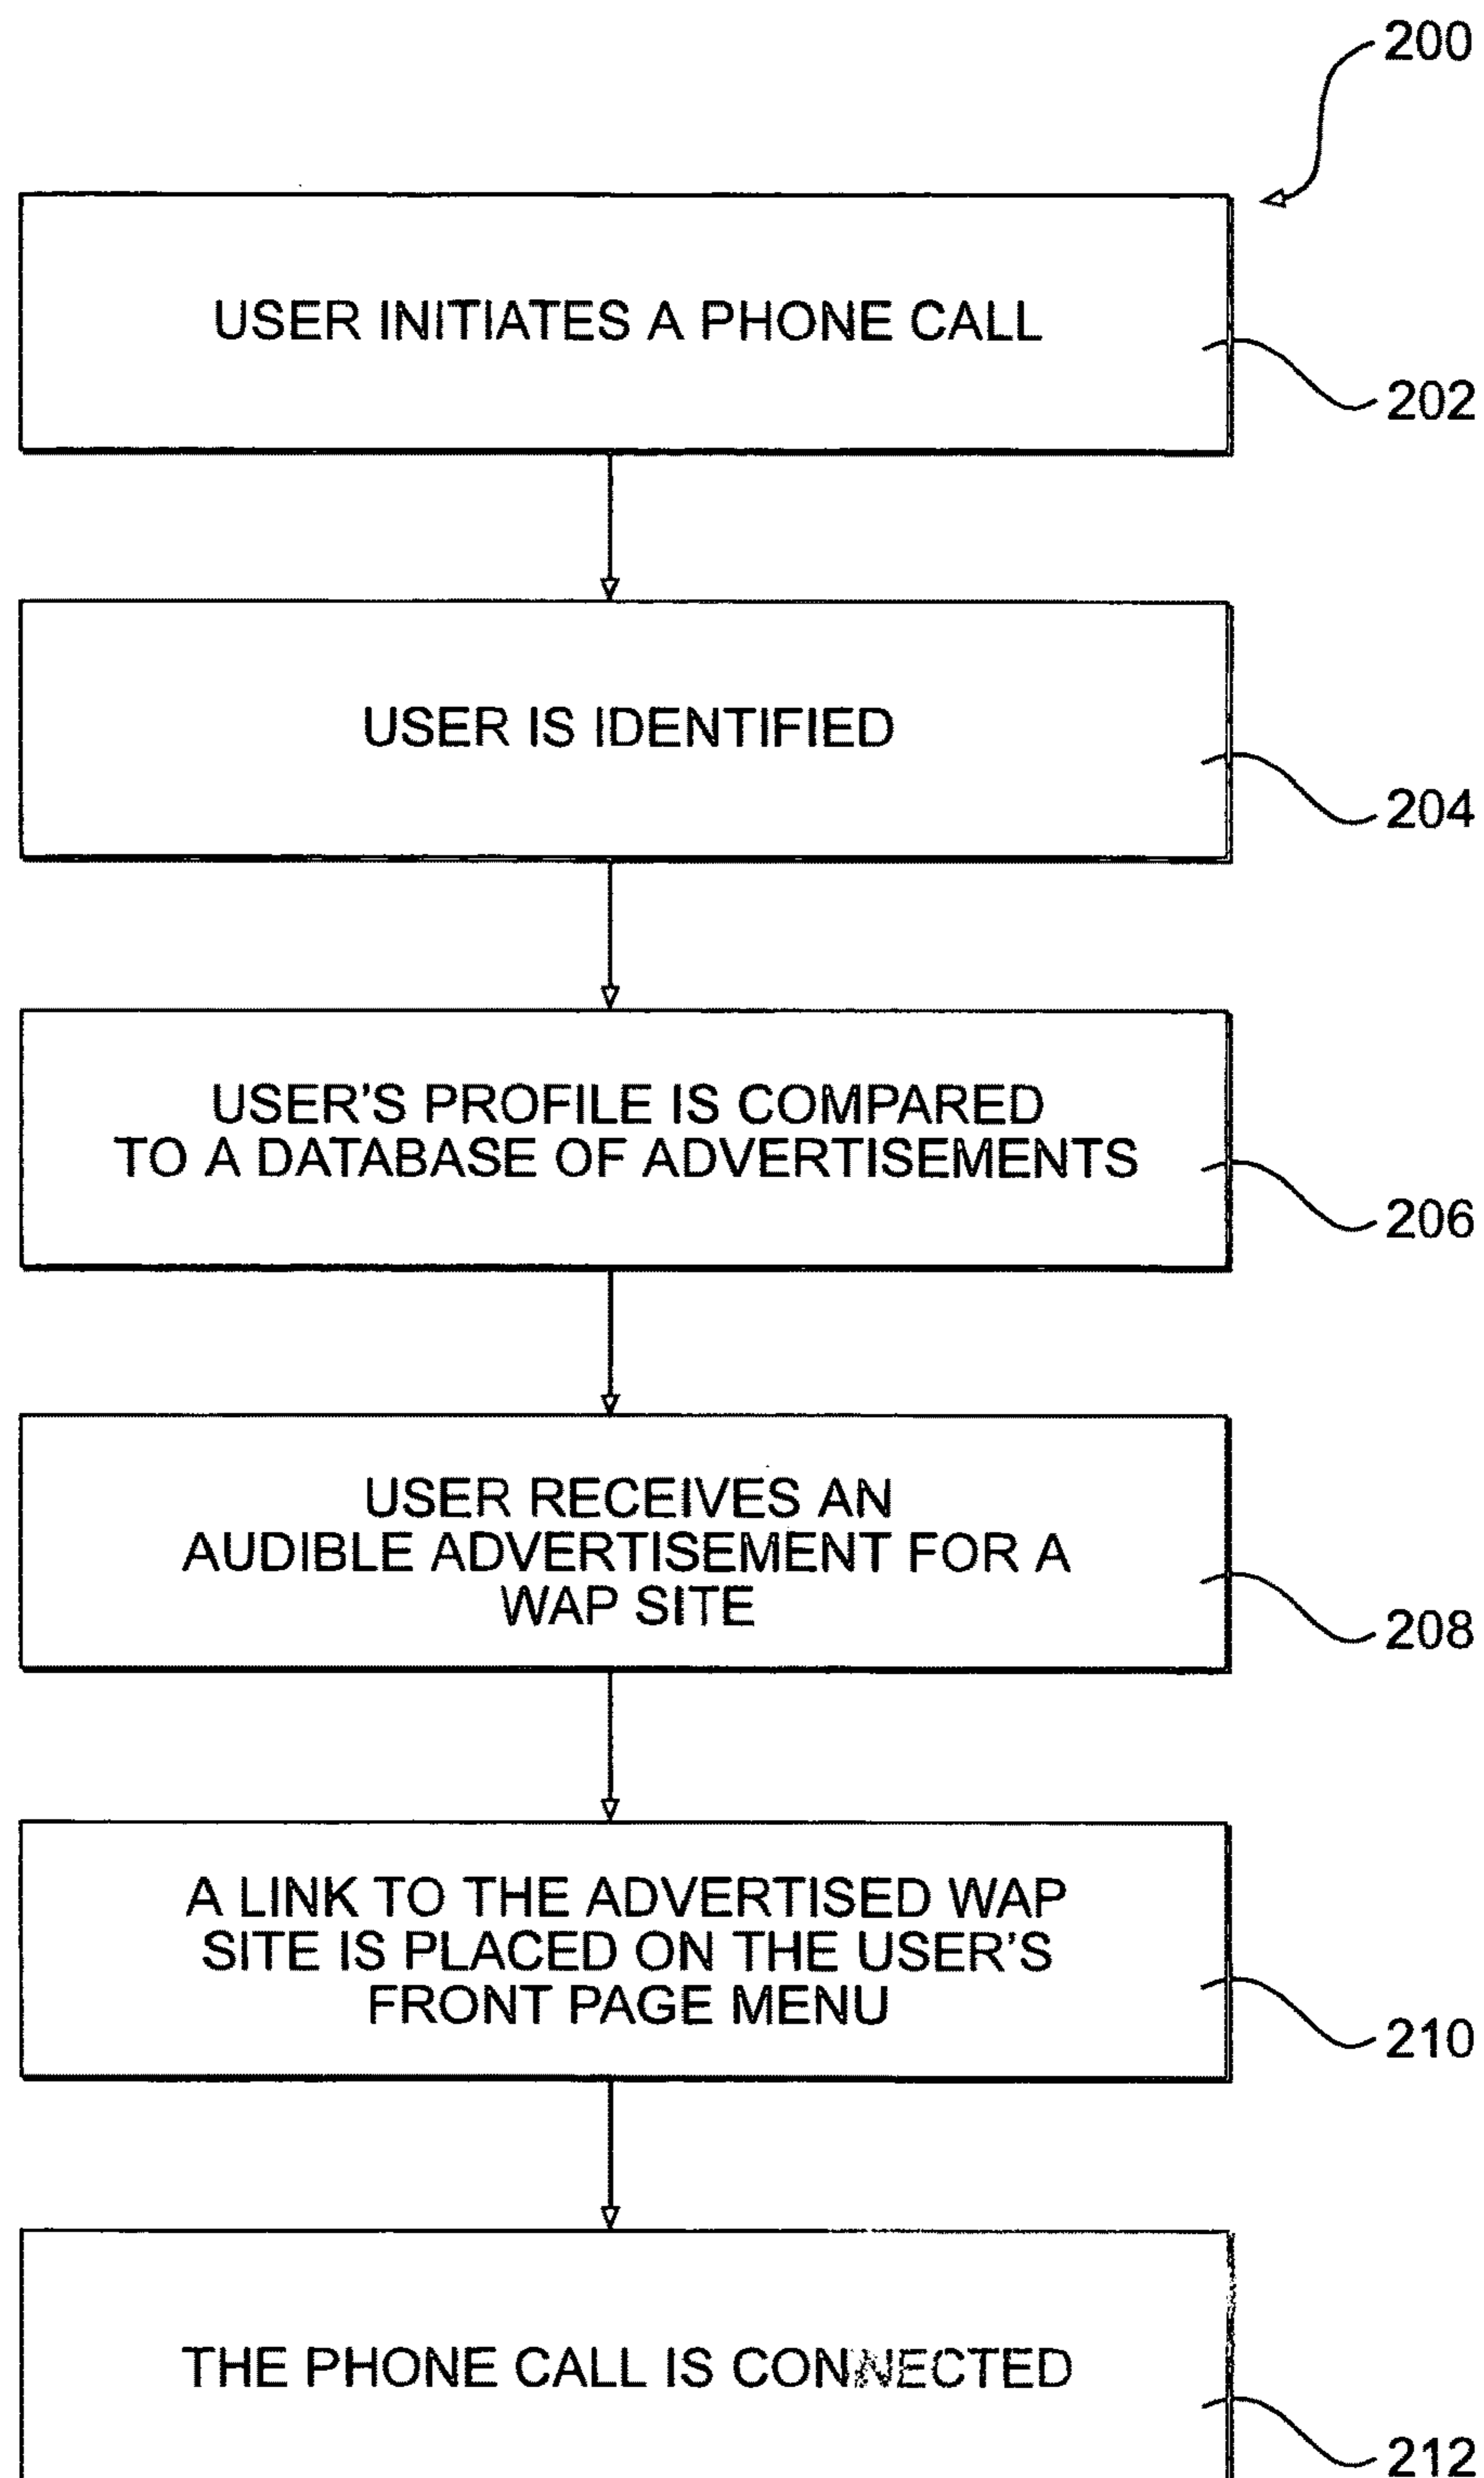 200
USER INITIATES A PHONE CALL
202
USER IS IDENTIFIED
204
USER’S PROFILE IS COMPARED
TO A DATABASE OF ADVERTISEMENTS
206
USER RECEIVES AN
AUDIBLE ADVERTISEMENT FOR A
WAP SITE
208
A LINK TO THE ADVERTISED WAP
SITE IS PLACED ON THE USER’S
FRONT PAGE MENU
210
THE PHONE CALL IS CONNECTED
212